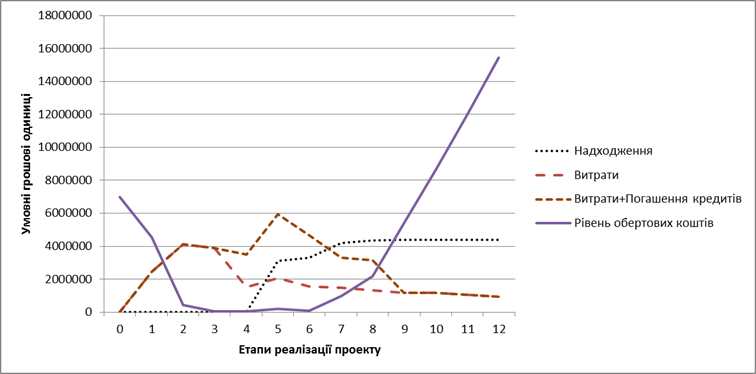 18000000
16000000
14000000
12000000
10000000
8000000
6000000
4000000
2000000
0
Умовні грошові одиниці
0 1 2 3 4 5 6 7 8 9 10 11 12
Етапи реалізації проекту
Надходження
Витрати
Витрати+Погашення кредитів
Рівень обертових коштів